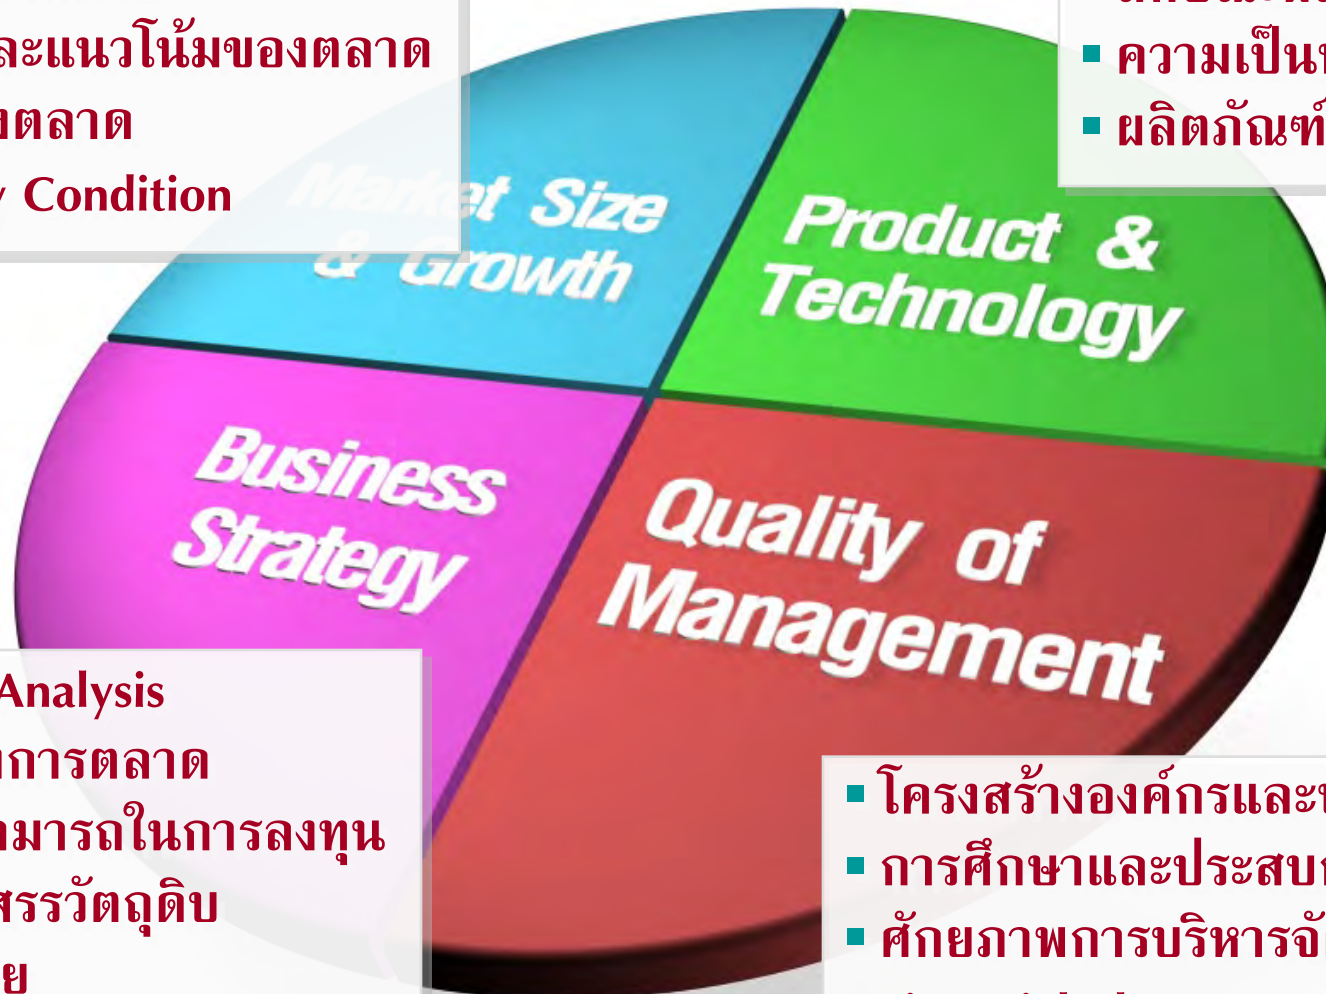 ละแนวโน้มของตลาด
งตลาด
Condition
Market Size
& Growth
ความเป็น
ผลิตภัณฑ์
Product &
Technology
Business
Strategy
Quality of
Management
Analysis
การตลาด
ามารถในการลงทุน
สรรวัตถุดิบ
ย
โครงสร้างองค์กรและ
การศึกษาและประสบ
ศักยภาพการบริหารจั